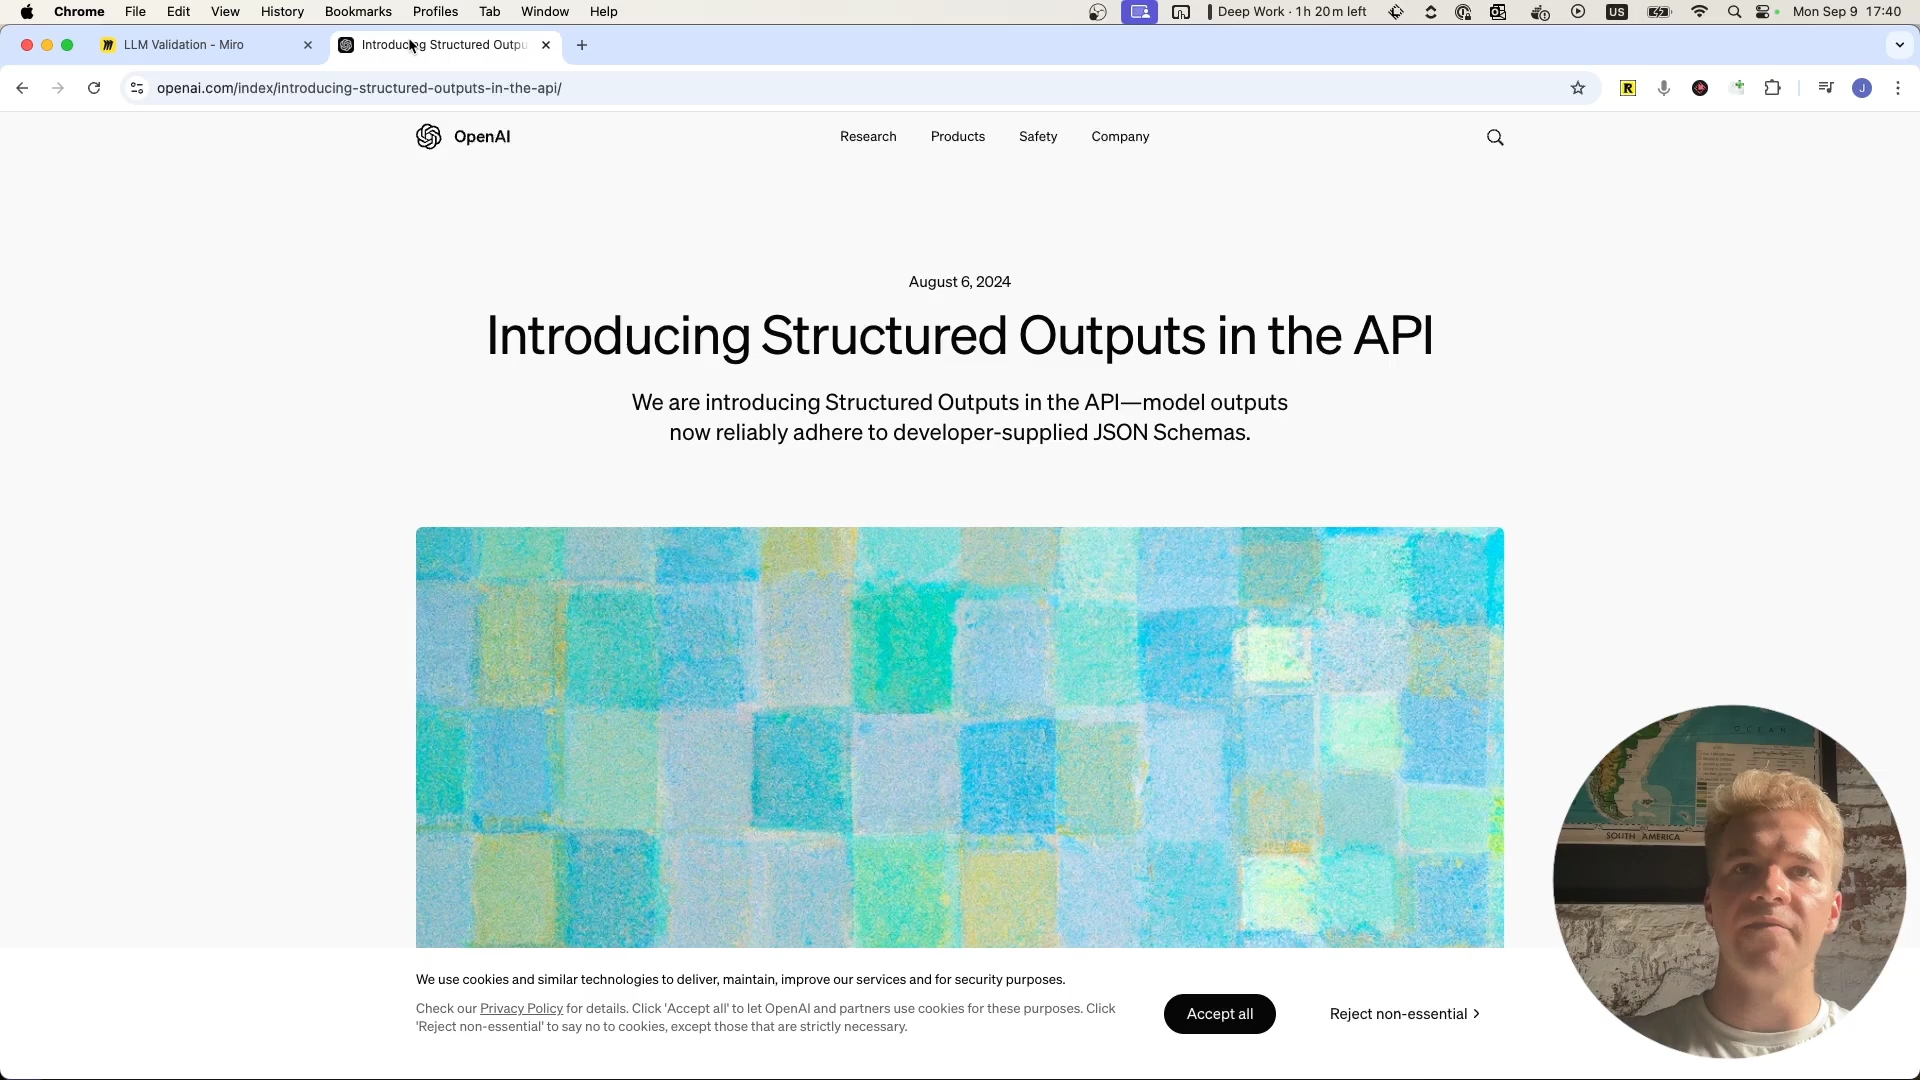 Chrome File Edit View History Bookmarks Profiles Tab Window Help Deep Work · 1 h 20 m left US Mon Sep 9 17:40
LLM Validation - Miro Introducing Structured Outpu
openai.com/index/introducing-structured-outputs-in-the-api/ R J
OpenAI Research Products Safety Company
August 6, 2024
Introducing Structured Outputs in the API
We are introducing Structured Outputs in the API—model outputs
now reliably adhere to developer-supplied JSON Schemas.
OCEAN
SOUTH AMERICA
We use cookies and similar technologies to deliver, maintain, improve our services and for security purposes.
Check our Privacy Policy for details. Click 'Accept all' to let OpenAI and partners use cookies for these purposes. Click
'Reject non-essential' to say no to cookies, except those that are strictly necessary.
Accept all Reject non-essential